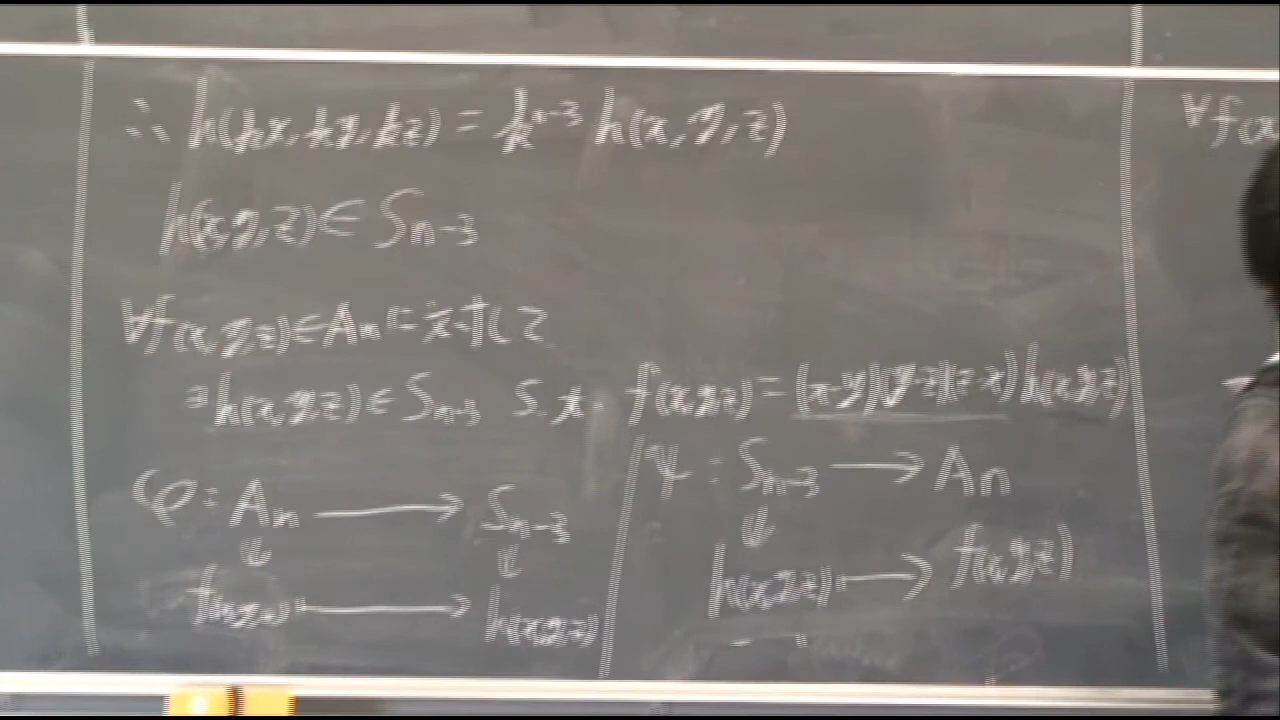 ∴ h(kx, ky, kz) = k^{n-3} h(x, y, z)
h(x, y, z) ∈ S_{n-3}
∀f(x, y, z) ∈ A_n に対して
∃h(x, y, z) ∈ S_{n-3} s.t. f(x, y, z) = (x-y)(y-z)(z-x)h(x, y, z)
φ: A_n ⟶ S_{n-3}
f(x, y, z) ⟶ h(x, y, z)
ψ: S_{n-3} ⟶ A_n
h(x, y, z) ⟶ f(x, y, z)
∀f(x